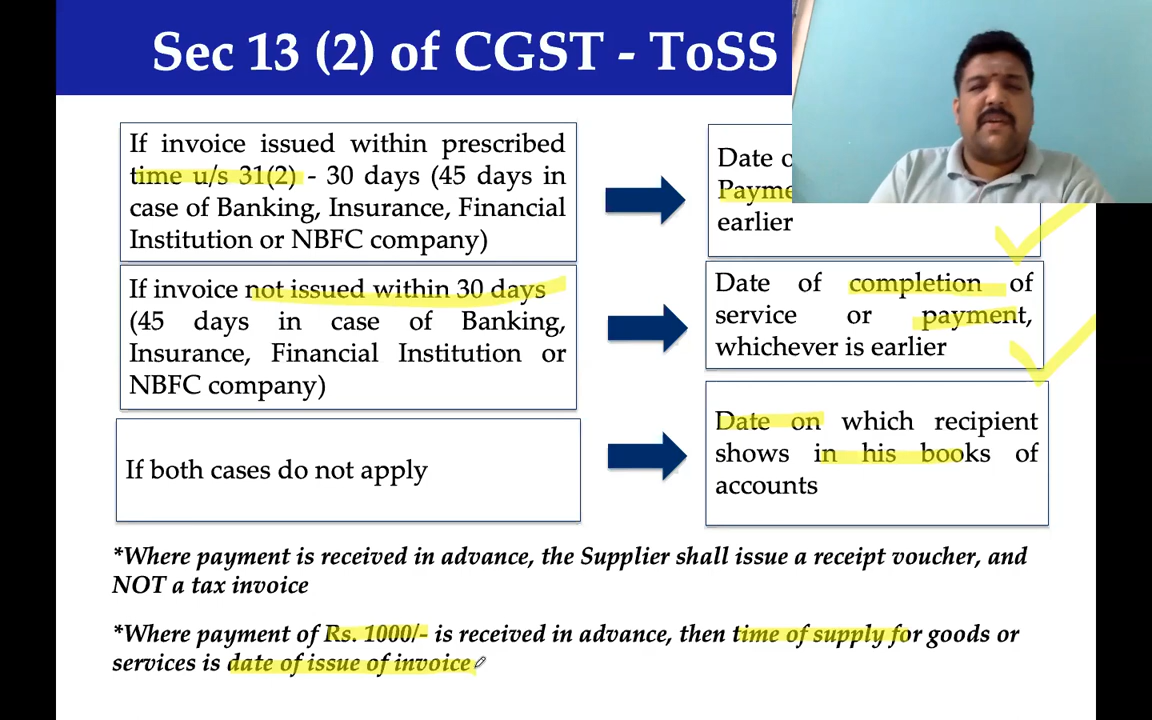 Sec 13 (2) of CGST - ToSS
If invoice issued within prescribed
time u/s 31(2) - 30 days (45 days in
case of Banking, Insurance, Financial
Institution or NBFC company)
Date
earlier
If invoice not issued within 30 days
(45 days in case of Banking,
Insurance, Financial Institution or
NBFC company)
Date of completion of
service or payment,
whichever is earlier
If both cases do not apply
Date on which recipient
shows in his books of
accounts
*Where payment is received in advance, the Supplier shall issue a receipt voucher, and
NOT a tax invoice
*Where payment of Rs. 1000/- is received in advance, then time of supply for goods or
services is date of issue of invoice